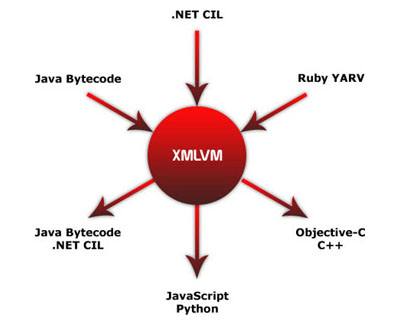 .NET CIL
Java Bytecode
Ruby YARV
XMLVM
Java Bytecode
.NET CIL
Objective-C
C++
JavaScript
Python